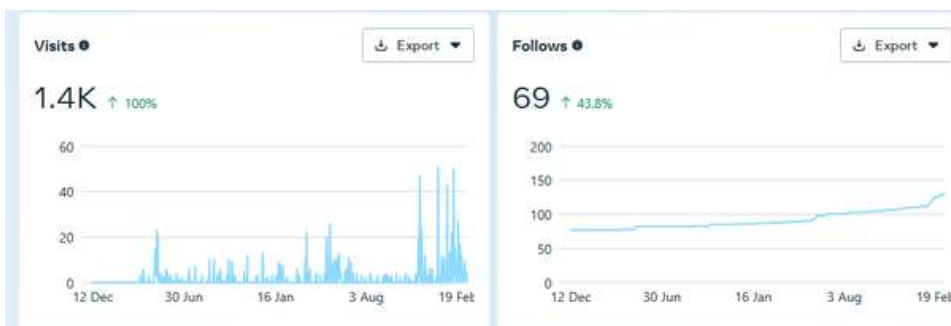 Visits
Export
1.4K ↑ 100%
60
40
20
0
12 Dec 30 Jun 16 Jan 3 Aug 19 Feb
Follows
Export
69 ↑ 43.8%
200
150
100
50
0
12 Dec 30 Jun 16 Jan 3 Aug 19 Feb